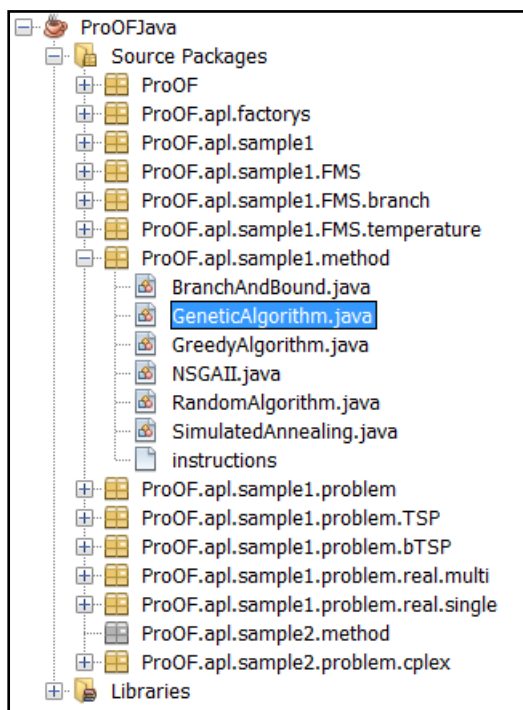 ProOFJava
Source Packages
ProOF
ProOF.apl.factorys
ProOF.apl.sample1
ProOF.apl.sample1.FMS
ProOF.apl.sample1.FMS.branch
ProOF.apl.sample1.FMS.temperature
ProOF.apl.sample1.method
BranchAndBound.java
GeneticAlgorithm.java
GreedyAlgorithm.java
NSGAII.java
RandomAlgorithm.java
SimulatedAnnealing.java
instructions
ProOF.apl.sample1.problem
ProOF.apl.sample1.problem.TSP
ProOF.apl.sample1.problem.bTSP
ProOF.apl.sample1.problem.real.multi
ProOF.apl.sample1.problem.real.single
ProOF.apl.sample2.method
ProOF.apl.sample2.problem.cplex
Libraries